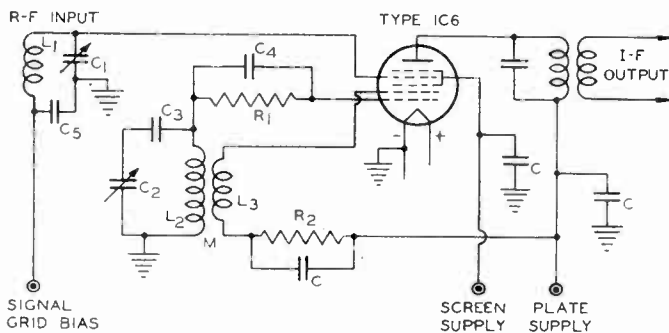 R-F INPUT
TYPE IC6
L1
C1
C4
I-F
OUTPUT
C5
C3
R1
- +
C
C2
L2
L3
C
M
R2
C
SIGNAL
GRID BIAS
SCREEN
SUPPLY
PLATE
SUPPLY